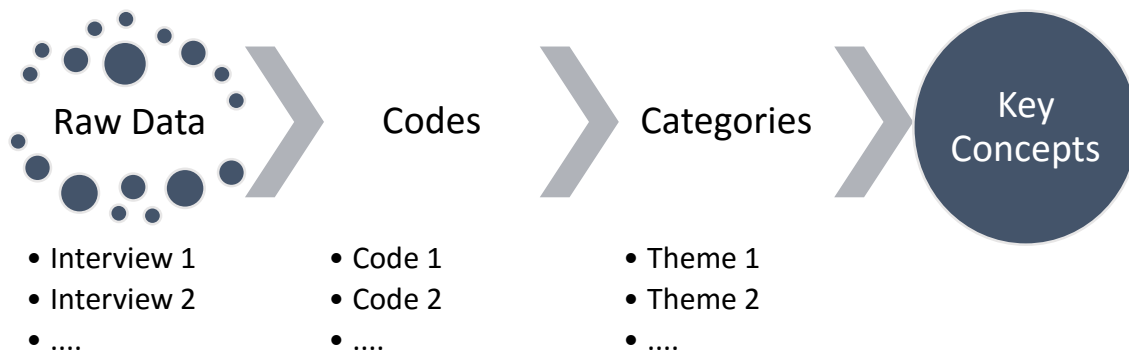 Raw Data
Codes
Categories
Key
Concepts
• Interview 1
• Interview 2
• ....
• Code 1
• Code 2
• ....
• Theme 1
• Theme 2
• ....